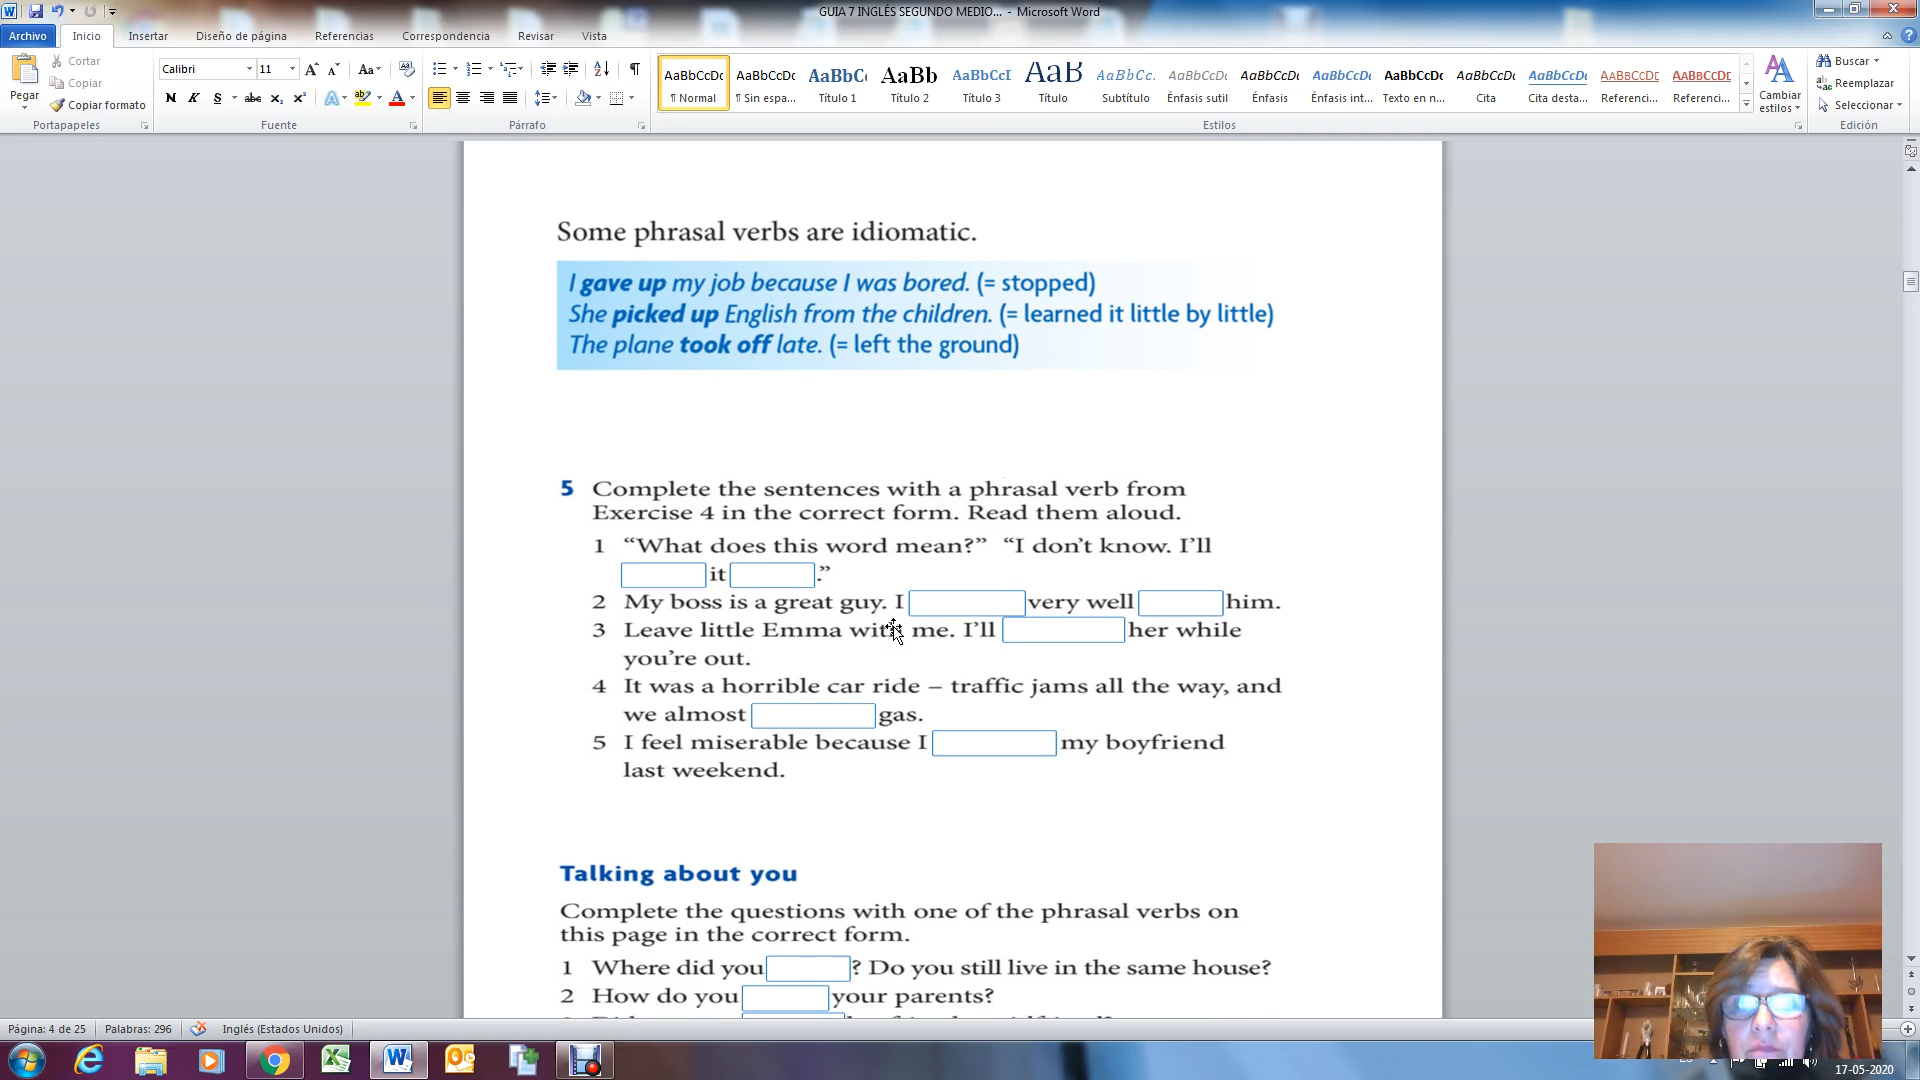 GUIA 7 INGLÉS SEGUNDO MEDIO... - Microsoft Word
Archivo Inicio Insertar Diseño de página Referencias Correspondencia Revisar Vista
Pegar Cortar Copiar Copiar formato
Calibri 11
Portapapeles Fuente Párrafo Estilos Edición
AaBbCcDc AaBbCcDc AaBbC AaBb AaBbCcI AaB AaBbCc. AaBbCcDc AaBbCcDc AaBbCcDc AaBbCcDc AaBbCcDc AaBbCcDc AaBbCcDc AaBbCcDc
¶ Normal ¶ Sin espa... Título 1 Título 2 Título 3 Título Subtítulo Énfasis sutil Énfasis Énfasis int... Texto en n... Cita Cita desta... Referenci... Referenci...
Cambiar estilos
Buscar
Reemplazar
Seleccionar
Some phrasal verbs are idiomatic.
I gave up my job because I was bored. (= stopped)
She picked up English from the children. (= learned it little by little)
The plane took off late. (= left the ground)
5 Complete the sentences with a phrasal verb from
Exercise 4 in the correct form. Read them aloud.
1 “What does this word mean?” “I don’t know. I’ll
it .”
2 My boss is a great guy. I very well him.
3 Leave little Emma with me. I’ll her while
you’re out.
4 It was a horrible car ride – traffic jams all the way, and
we almost gas.
5 I feel miserable because I my boyfriend
last weekend.
Talking about you
Complete the questions with one of the phrasal verbs on
this page in the correct form.
1 Where did you ? Do you still live in the same house?
2 How do you your parents?
Página: 4 de 25 Palabras: 296 Inglés (Estados Unidos)
17-05-2020